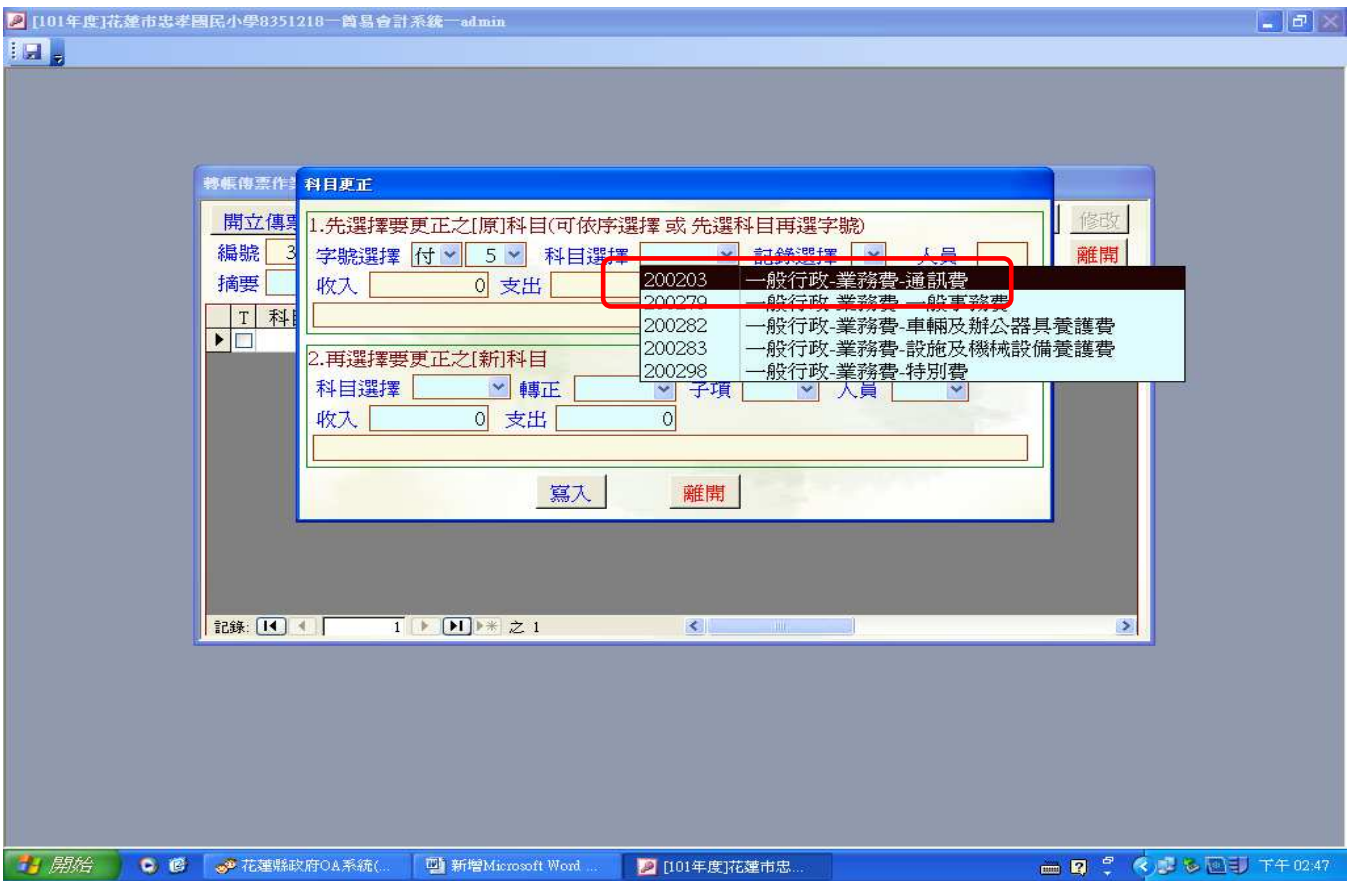 [101年度]花蓮市忠孝國民小學8351218—簡易會計系統—admin
轉帳傳票作業
科目更正
開立傳票
修改
編號 3
離開
摘要
T 科目
1.先選擇要更正之[原]科目(可依序選擇 或 先選科目再選字號)
字號選擇 付 5 科目選擇 記錄選擇 人員
收入 0 支出
200203 一般行政-業務費-通訊費
200279 一般行政-業務費-一般事務費
200282 一般行政-業務費-車輛及辦公器具養護費
200283 一般行政-業務費-設施及機械設備養護費
200298 一般行政-業務費-特別費
2.再選擇要更正之[新]科目
科目選擇 轉正 子項 人員
收入 0 支出 0
寫入 離開
記錄: 1 之 1
開始 花蓮縣政府OA系統(... 新增Microsoft Word ... [101年度]花蓮市忠... 下午 02:47